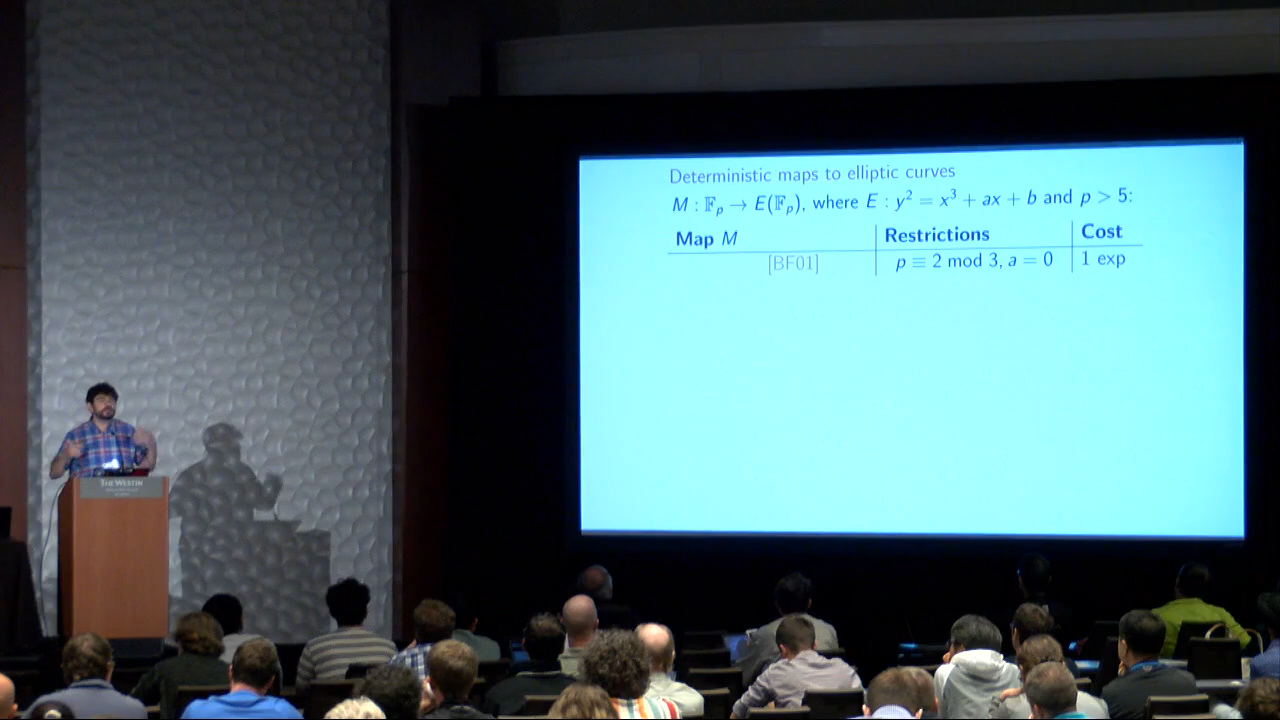 Deterministic maps to elliptic curves
M : 𝔽ₚ → E(𝔽ₚ), where E : y² = x³ + ax + b and p > 5:
Map M Restrictions Cost
[BF01] p ≡ 2 mod 3, a = 0 1 exp
THE WESTIN